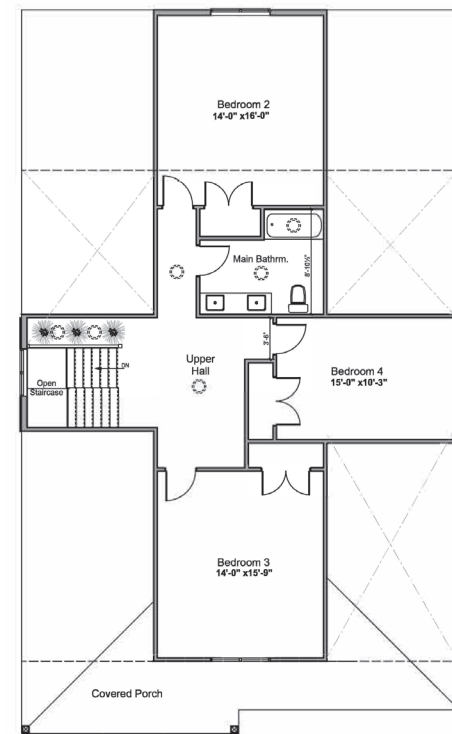 Bedroom 2
14'-0" x16'-0"
Main Bathrm.
8'-10½"
3'-6"
Upper
Hall
DN
Open
Staircase
Bedroom 4
15'-0" x10'-3"
Bedroom 3
14'-0" x15'-9"
Covered Porch